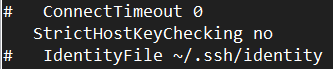 #   ConnectTimeout 0
   StrictHostKeyChecking no
#   IdentityFile ~/.ssh/identity